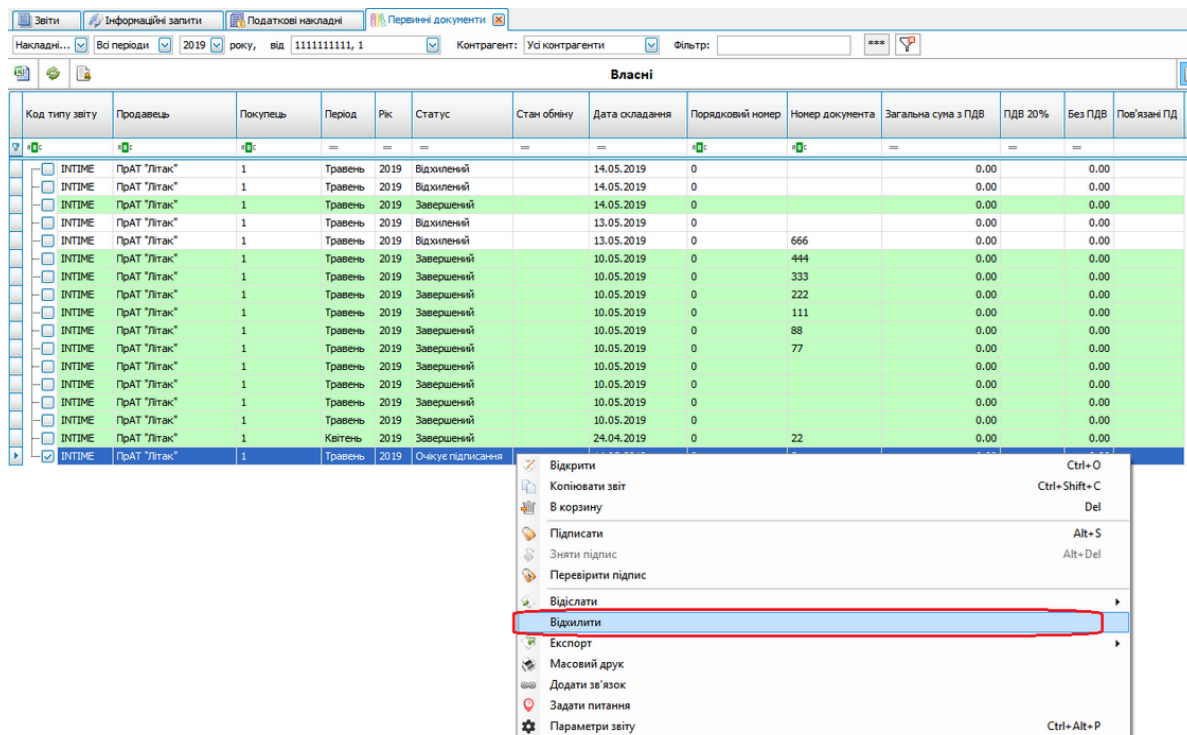 Звіти Інформаційні запити Податкові накладні Первинні документи
Накладні... Всі періоди 2019 року, від 1111111111, 1 Контрагент: Усі контрагенти Фільтр: ***
Власні
Код типу звіту Продавець Покупець Період Рік Статус Стан обміну Дата складання Порядковий номер Номер документа Загальна сума з ПДВ ПДВ 20% Без ПДВ Пов'язані ПД
INTIME ПрАТ "Літак" 1 Травень 2019 Відхилений 14.05.2019 0 0.00 0.00
INTIME ПрАТ "Літак" 1 Травень 2019 Відхилений 14.05.2019 0 0.00 0.00
INTIME ПрАТ "Літак" 1 Травень 2019 Завершений 14.05.2019 0 0.00 0.00
INTIME ПрАТ "Літак" 1 Травень 2019 Відхилений 13.05.2019 0 0.00 0.00
INTIME ПрАТ "Літак" 1 Травень 2019 Відхилений 13.05.2019 0 666 0.00 0.00
INTIME ПрАТ "Літак" 1 Травень 2019 Завершений 10.05.2019 0 444 0.00 0.00
INTIME ПрАТ "Літак" 1 Травень 2019 Завершений 10.05.2019 0 333 0.00 0.00
INTIME ПрАТ "Літак" 1 Травень 2019 Завершений 10.05.2019 0 222 0.00 0.00
INTIME ПрАТ "Літак" 1 Травень 2019 Завершений 10.05.2019 0 111 0.00 0.00
INTIME ПрАТ "Літак" 1 Травень 2019 Завершений 10.05.2019 0 88 0.00 0.00
INTIME ПрАТ "Літак" 1 Травень 2019 Завершений 10.05.2019 0 77 0.00 0.00
INTIME ПрАТ "Літак" 1 Травень 2019 Завершений 10.05.2019 0 0.00 0.00
INTIME ПрАТ "Літак" 1 Травень 2019 Завершений 10.05.2019 0 0.00 0.00
INTIME ПрАТ "Літак" 1 Травень 2019 Завершений 10.05.2019 0 0.00 0.00
INTIME ПрАТ "Літак" 1 Травень 2019 Завершений 10.05.2019 0 0.00 0.00
INTIME ПрАТ "Літак" 1 Квітень 2019 Завершений 24.04.2019 0 22 0.00 0.00
INTIME ПрАТ "Літак" 1 Травень 2019 Очікує підписання
Відкрити Ctrl+O
Копіювати звіт Ctrl+Shift+C
В корзину Del
Підписати Alt+S
Зняти підпис Alt+Del
Перевірити підпис
Відіслати
Відхилити
Експорт
Масовий друк
Додати зв'язок
Задати питання
Параметри звіту Ctrl+Alt+P